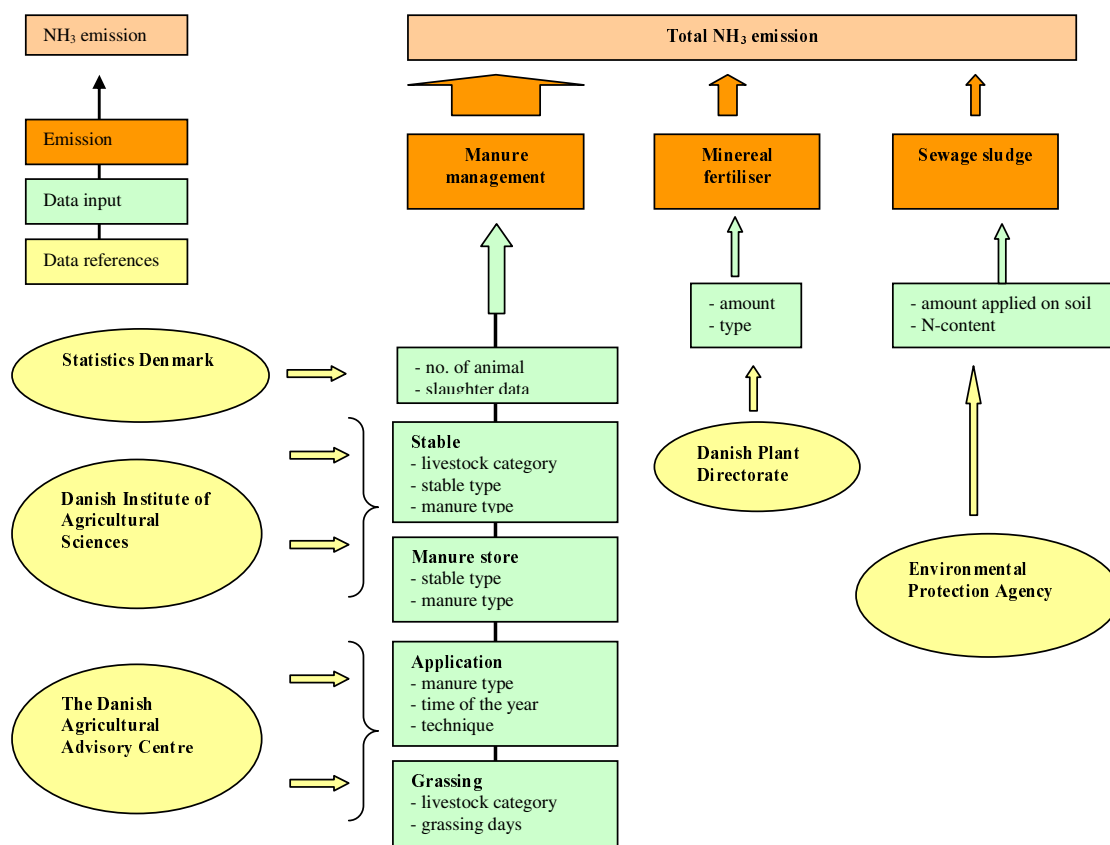 NH₃ emission
Emission
Data input
Data references
Total NH₃ emission
Manure
management
Minereal
fertiliser
Sewage sludge
- amount
- type
- amount applied on soil
- N-content
Statistics Denmark
- no. of animal
- slaughter data
Danish Institute of
Agricultural
Sciences
Stable
- livestock category
- stable type
- manure type
Manure store
- stable type
- manure type
Danish Plant
Directorate
Environmental
Protection Agency
The Danish
Agricultural
Advisory Centre
Application
- manure type
- time of the year
- technique
Grassing
- livestock category
- grassing days